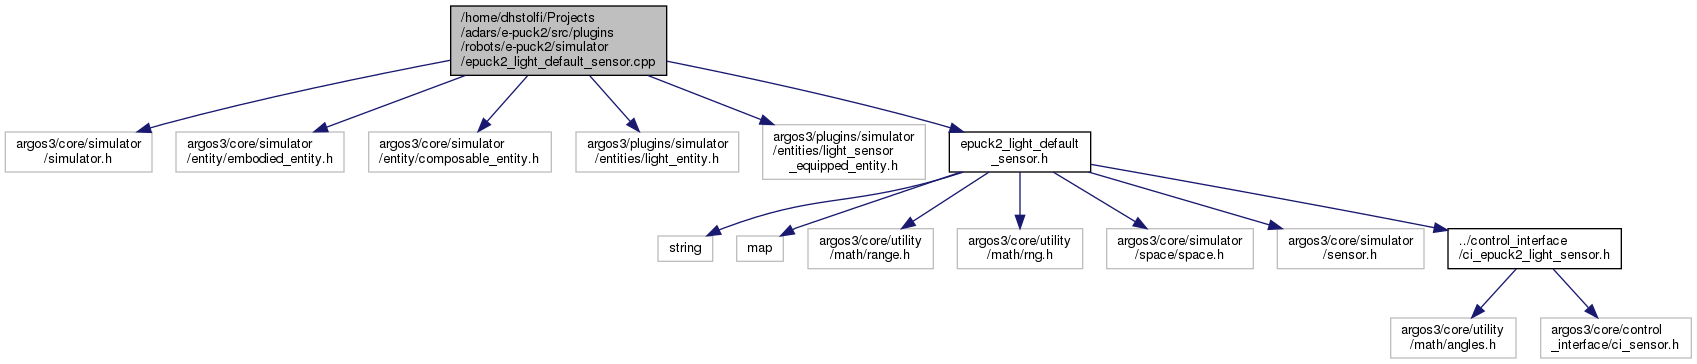 /home/dhstolfi/Projects
/adars/e-puck2/src/plugins
/robots/e-puck2/simulator
/epuck2_light_default_sensor.cpp
argos3/core/simulator
/simulator.h
argos3/core/simulator
/entity/embodied_entity.h
argos3/core/simulator
/entity/composable_entity.h
argos3/plugins/simulator
/entities/light_entity.h
argos3/plugins/simulator
/entities/light_sensor
_equipped_entity.h
epuck2_light_default
_sensor.h
string
map
argos3/core/utility
/math/range.h
argos3/core/utility
/math/rng.h
argos3/core/simulator
/space/space.h
argos3/core/simulator
/sensor.h
../control_interface
/ci_epuck2_light_sensor.h
argos3/core/utility
/math/angles.h
argos3/core/control
_interface/ci_sensor.h